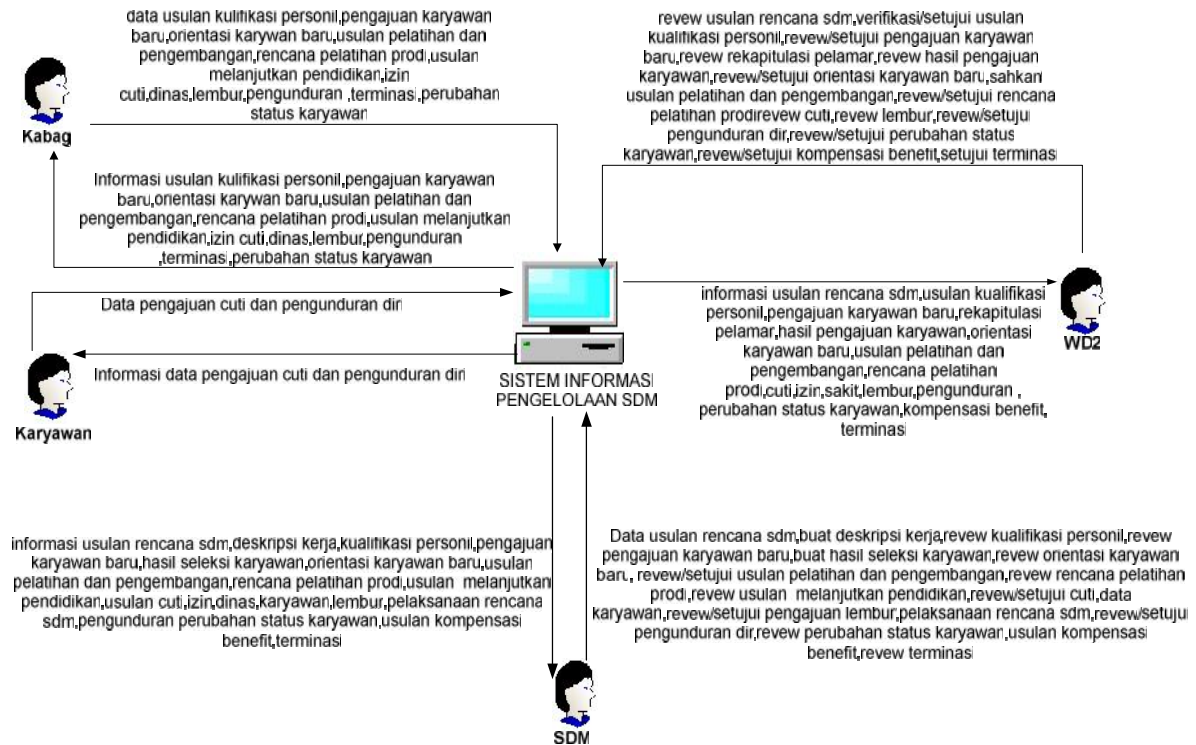 data usulan kulifikasi personil,pengajuan karyawan
baru,orientasi karywan baru,usulan pelatihan dan
pengembangan,rencana pelatihan prodi,usulan
melanjutkan pendidikan,izin
cuti,dinas,lembur,pengunduran ,terminasi,perubahan
status karyawan
Kabag
revew usulan rencana sdm,verifikasi/setujui usulan
kualifikasi personil,revew/setujui pengajuan karyawan
baru,revew rekapitulasi pelamar,revew hasil pengajuan
karyawan,revew/setujui orientasi karyawan baru,sahkan
usulan pelatihan dan pengembangan,revew/setujui rencana
pelatihan prodirevew cuti,revew lembur,revew/setujui
pengunduran dir,revew/setujui perubahan status
karyawan,revew/setujui kompensasi benefit,setujui terminasi
Informasi usulan kulifikasi personil,pengajuan karyawan
baru,orientasi karywan baru,usulan pelatihan dan
pengembangan,rencana pelatihan prodi,usulan melanjutkan
pendidikan,izin cuti,dinas,lembur,pengunduran
,terminasi,perubahan status karyawan
Data pengajuan cuti dan pengunduran diri
Informasi data pengajuan cuti dan pengunduran diri
Karyawan
SISTEM INFORMASI
PENGELOLAAN SDM
informasi usulan rencana sdm,usulan kualifikasi
personil,pengajuan karyawan baru,rekapitulasi
pelamar,hasil pengajuan karyawan,orientasi
karyawan baru,usulan pelatihan dan
pengembangan,rencana pelatihan
prodi,cuti,izin,sakit,lembur,pengunduran ,
perubahan status karyawan,kompensasi benefit,
terminasi
WD2
informasi usulan rencana sdm,deskripsi kerja,kualifikasi personil,pengajuan
karyawan baru,hasil seleksi karyawan,orientasi karyawan baru,usulan
pelatihan dan pengembangan,rencana pelatihan prodi,usulan melanjutkan
pendidikan,usulan cuti,izin,dinas,karyawan,lembur,pelaksanaan rencana
sdm,pengunduran perubahan status karyawan,usulan kompensasi
benefit,terminasi
Data usulan rencana sdm,buat deskripsi kerja,revew kualifikasi personil,revew
pengajuan karyawan baru,buat hasil seleksi karyawan,revew orientasi karyawan
baru, revew/setujui usulan pelatihan dan pengembangan,revew rencana pelatihan
prodi,revew usulan melanjutkan pendidikan,revew/setujui cuti,data
karyawan,revew/setujui pengajuan lembur,pelaksanaan rencana sdm,revew/setujui
pengunduran dir,revew perubahan status karyawan,usulan kompensasi
benefit,revew terminasi
SDM